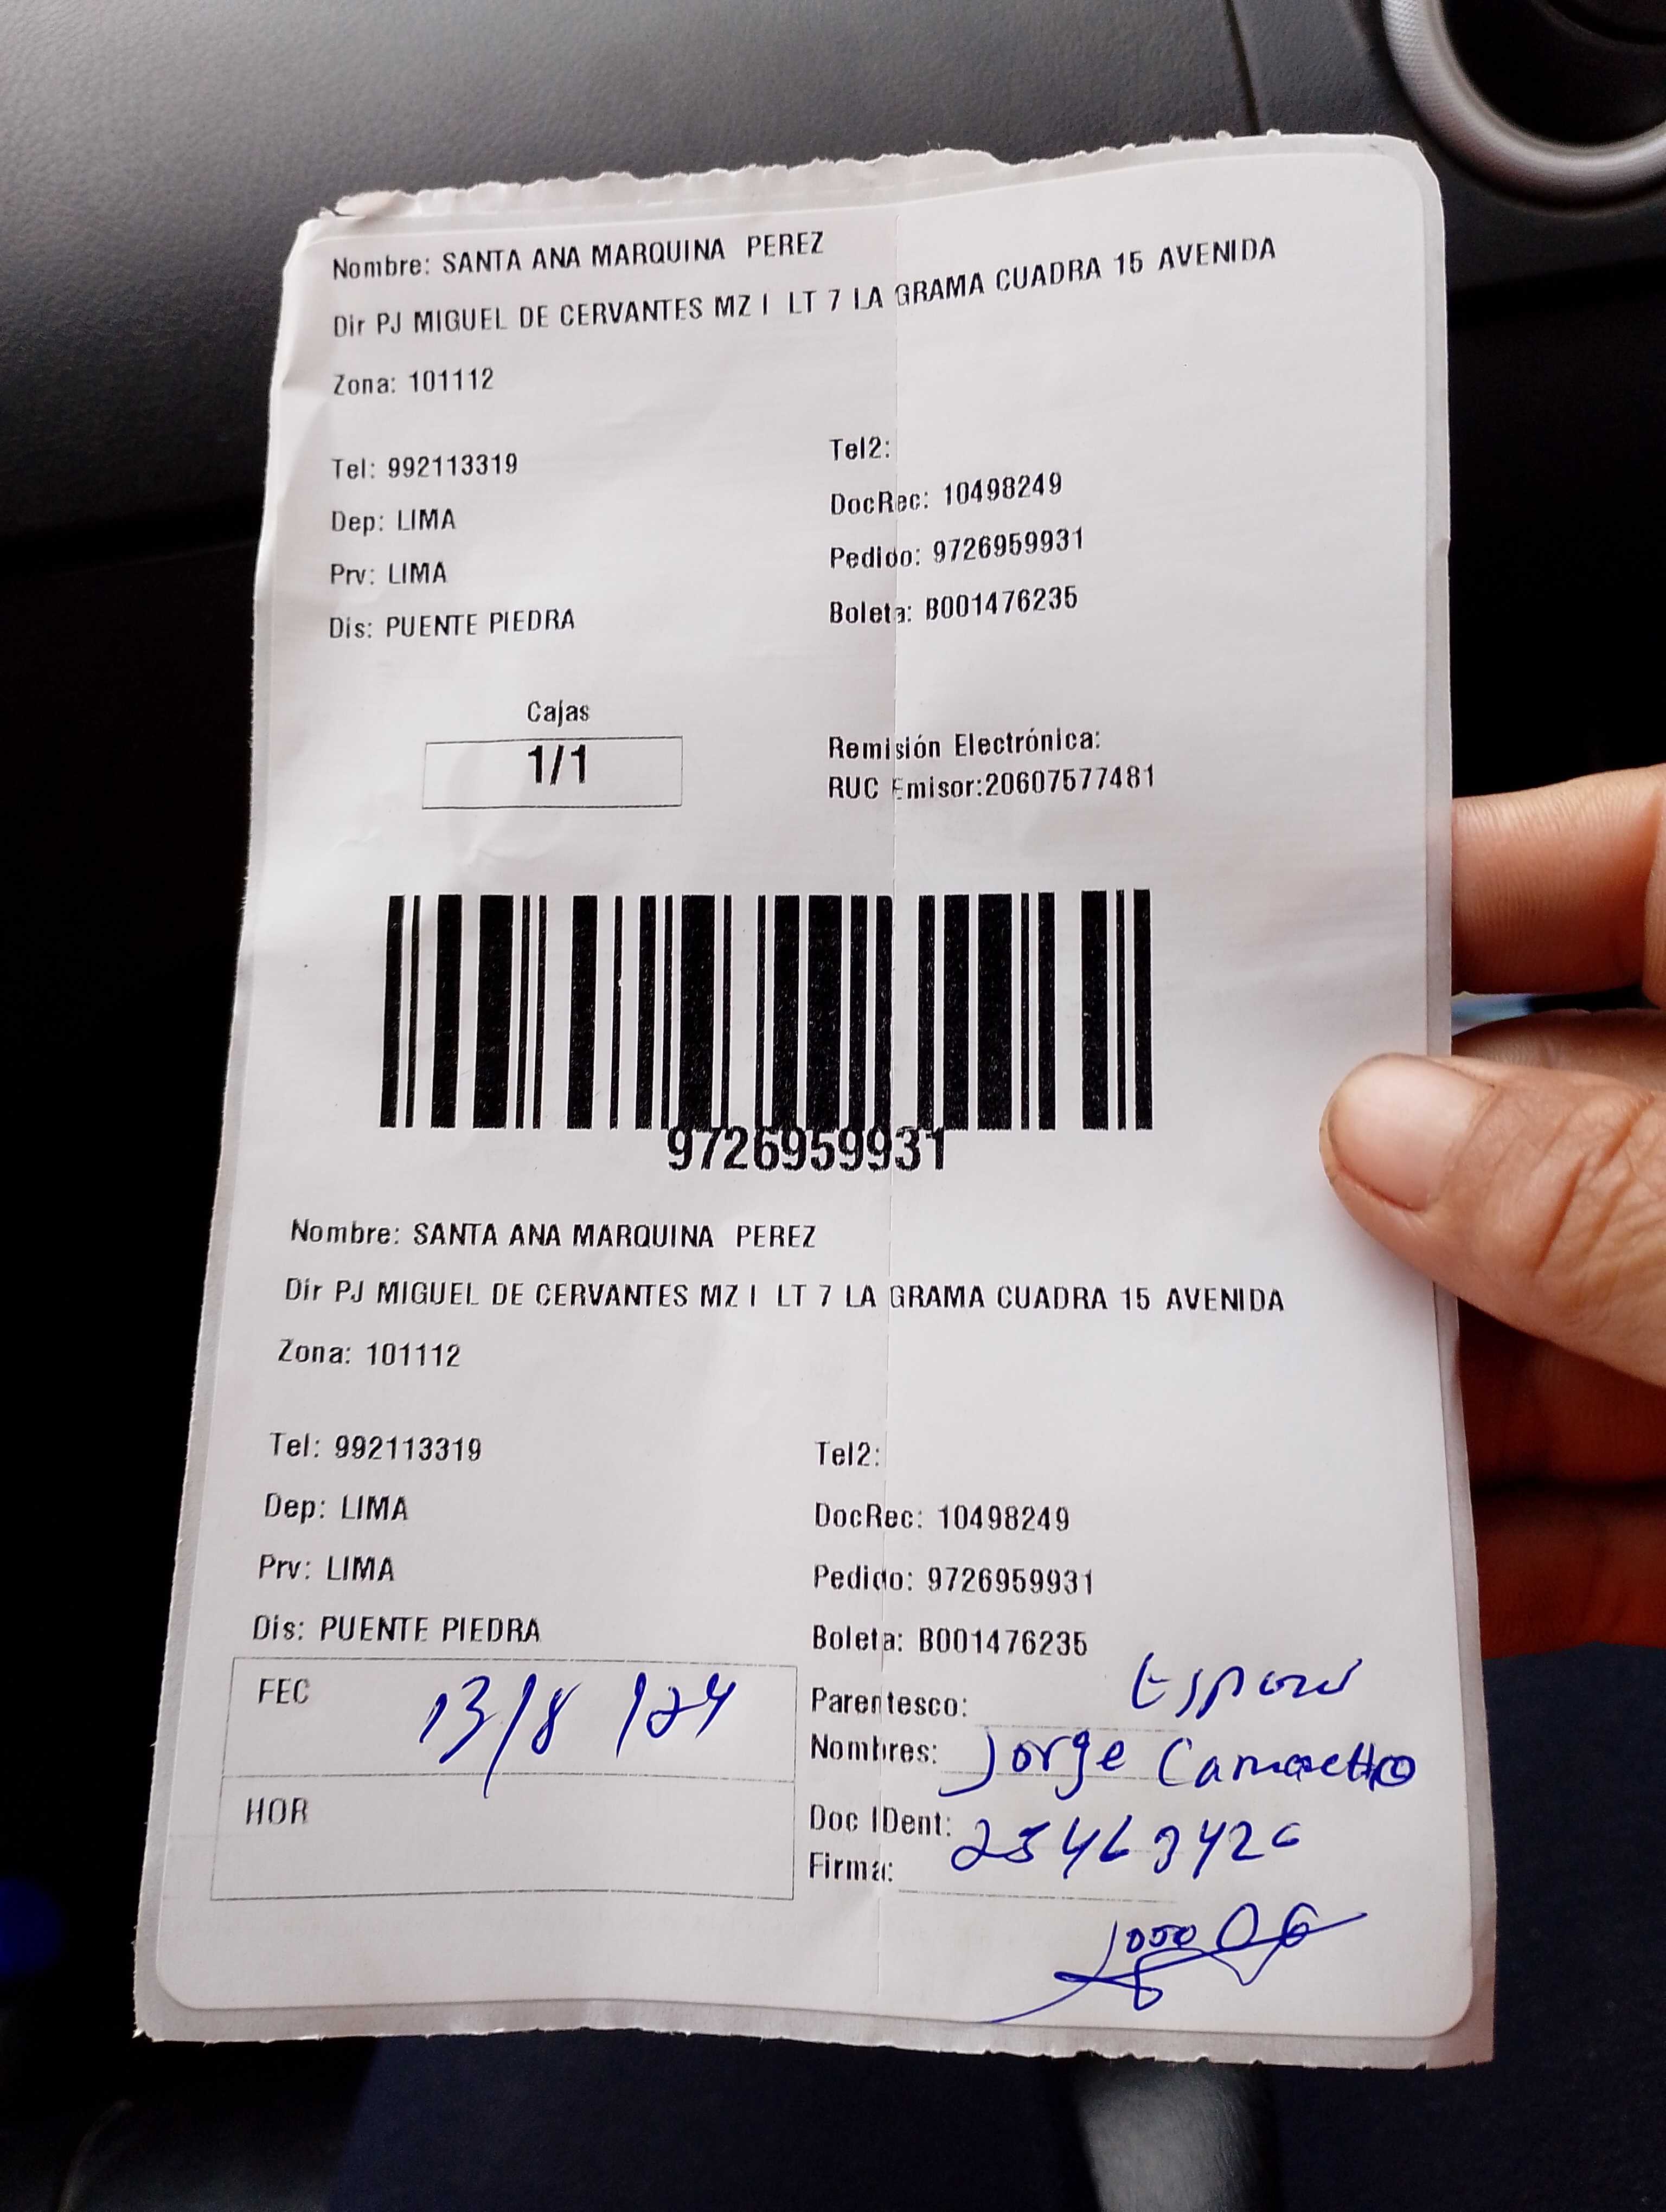 Nombre: SANTA ANA MARQUINA PEREZ
Dir PJ MIGUEL DE CERVANTES MZ I LT 7 LA GRAMA CUADRA 15 AVENIDA
Zona: 101112
Tel: 992113319
Tel2:
Dep: LIMA
DocRec: 10498249
Prv: LIMA
Pedido: 9726959931
Dis: PUENTE PIEDRA
Boleta: B001476235
Cajas
1/1
Remisión Electrónica:
RUC Emisor:20607577481
9726959931
Nombre: SANTA ANA MARQUINA PEREZ
Dir PJ MIGUEL DE CERVANTES MZ I LT 7 LA GRAMA CUADRA 15 AVENIDA
Zona: 101112
Tel: 992113319
Tel2:
Dep: LIMA
DocRec: 10498249
Prv: LIMA
Pedido: 9726959931
Dis: PUENTE PIEDRA
Boleta: B001476235
FEC 13/8/24
Parentesco:
Nombres: Jorge
HOR
Doc IDent:
Firma: